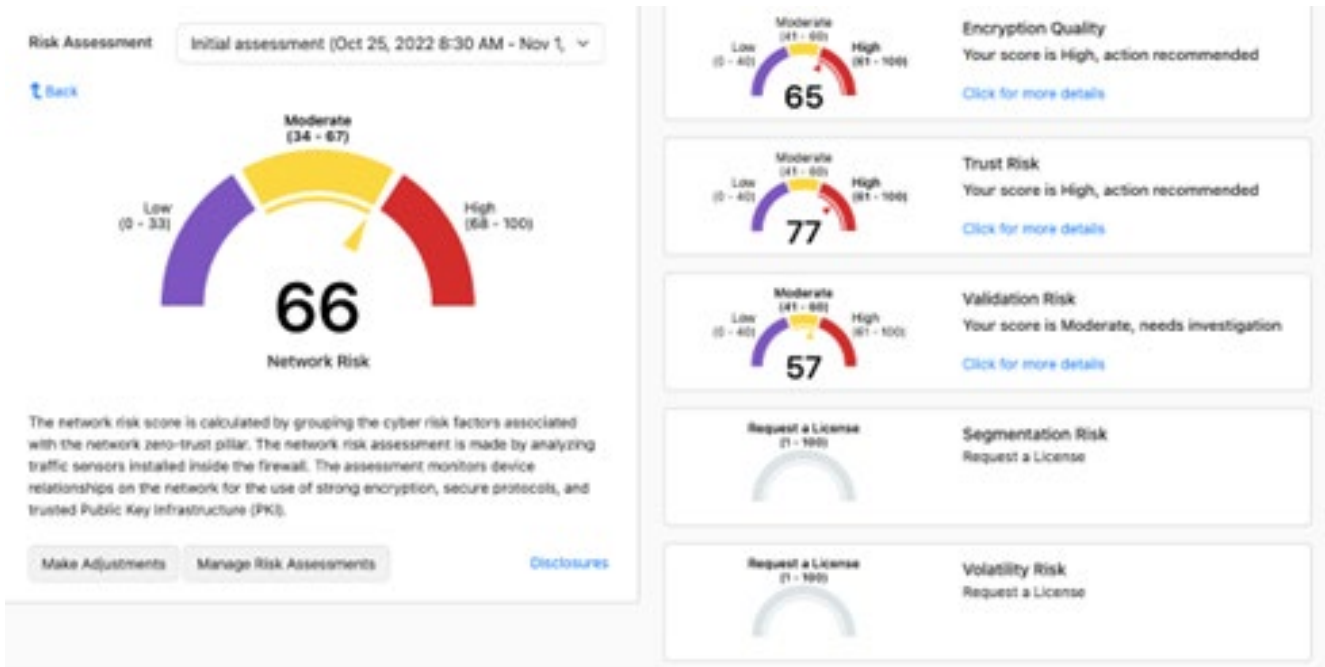 Risk Assessment
Initial assessment (Oct 25, 2022 8:30 AM - Nov 1,
Back
Moderate
(34 - 67)
Low
(0 - 33)
High
(68 - 100)
66
Network Risk
The network risk score is calculated by grouping the cyber risk factors associated
with the network zero-trust pillar. The network risk assessment is made by analyzing
traffic sensors installed inside the firewall. The assessment monitors device
relationships on the network for the use of strong encryption, secure protocols, and
trusted Public Key Infrastructure (PKI).
Make Adjustments
Manage Risk Assessments
Disclosures
Moderate
(41 - 60)
Low
(0 - 40)
High
(61 - 100)
65
Encryption Quality
Your score is High, action recommended
Click for more details
Moderate
(41 - 60)
Low
(0 - 40)
High
(61 - 100)
77
Trust Risk
Your score is High, action recommended
Click for more details
Moderate
(41 - 60)
Low
(0 - 40)
High
(61 - 100)
57
Validation Risk
Your score is Moderate, needs investigation
Click for more details
Request a License
(1 - 100)
Segmentation Risk
Request a License
Request a License
(1 - 100)
Volatility Risk
Request a License